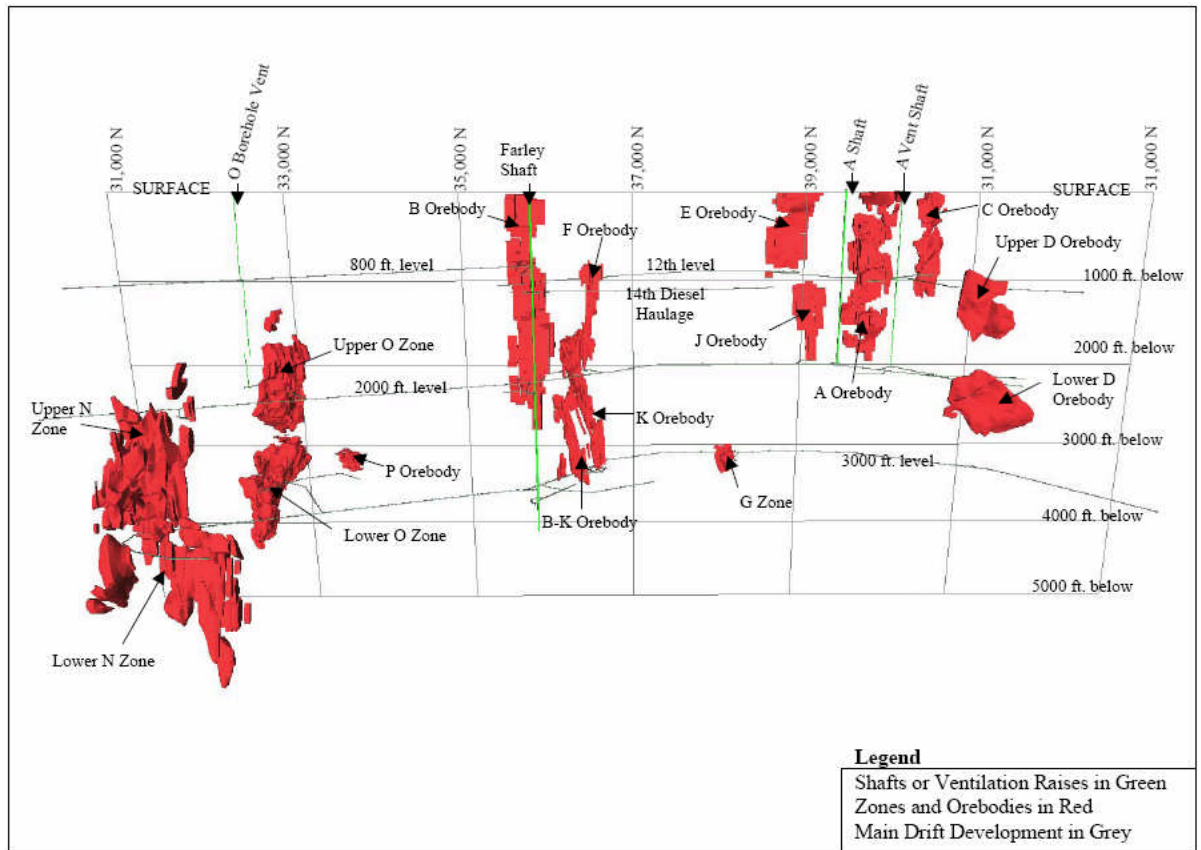 31,000 N
O Borehole Vent
33,000 N
35,000 N
Farley
Shaft
37,000 N
39,000 N
A Shaft
A Vent Shaft
31,000 N
31,000 N
SURFACE
SURFACE
B Orebody
F Orebody
E Orebody
C Orebody
Upper D Orebody
800 ft. level
12th level
1000 ft. below
14th Diesel
Haulage
J Orebody
Upper O Zone
2000 ft. below
2000 ft. level
A Orebody
Lower D
Orebody
Upper N
Zone
K Orebody
3000 ft. below
P Orebody
3000 ft. level
G Zone
B-K Orebody
4000 ft. below
Lower O Zone
5000 ft. below
Lower N Zone
Legend
Shafts or Ventilation Raises in Green
Zones and Orebodies in Red
Main Drift Development in Grey